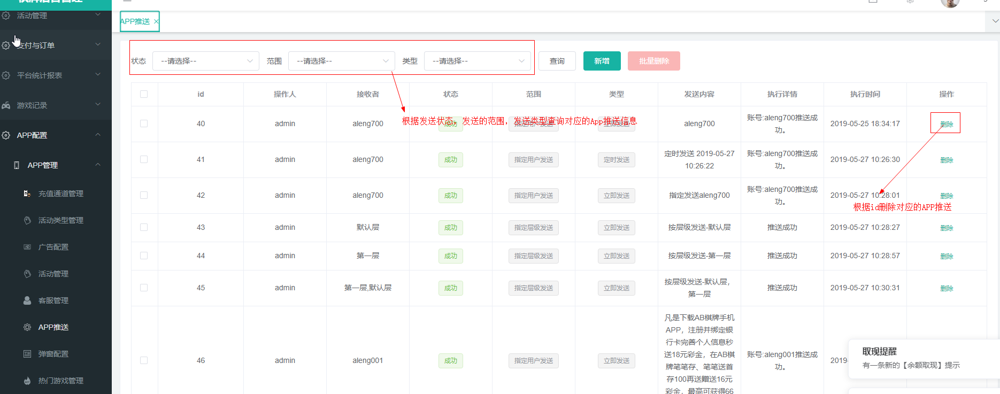 棋牌后台管理
活动管理
支付与订单
平台统计报表
游戏记录
APP配置
APP管理
充值通道管理
活动类型管理
广告配置
活动管理
客服管理
APP推送
弹窗配置
热门游戏管理
APP推送 ×
状态 --请选择-- 范围 --请选择-- 类型 --请选择-- 查询 新增 批量删除
id 操作人 接收者 状态 范围 类型 发送内容 执行详情 执行时间 操作
根据发送状态，发送的范围，发送类型查询对应的App推送信息
40 admin aleng700 成功 指定用户发送 立即发送 aleng700 账号:aleng700推送成功。 2019-05-25 18:34:17 删除
41 admin aleng700 成功 指定用户发送 定时发送 定时发送 2019-05-27 10:26:22 账号:aleng700推送成功。 2019-05-27 10:26:30 删除
42 admin aleng700 成功 指定用户发送 立即发送 指定发送aleng700 账号:aleng700推送成功。 2019-05-27 10:28:01 删除
根据id删除对应的APP推送
43 admin 默认层 成功 指定层级发送 立即发送 按层级发送-默认层 推送成功 2019-05-27 10:28:27 删除
44 admin 第一层 成功 指定层级发送 立即发送 按层级发送-第一层 推送成功 2019-05-27 10:28:57 删除
45 admin 第一层,默认层 成功 指定层级发送 立即发送 按层级发送-默认层，第一层 推送成功 2019-05-27 10:30:31 删除
46 admin aleng001 成功 指定用户发送 立即发送 凡是下载AB棋牌手机APP，注册并绑定银行卡完善个人信息秒送18元彩金，在AB棋牌笔笔存、笔笔送首存100再送赠送16元彩金，最高可获得66 账号:aleng001推送成功。 2019-
取现提醒
有一条新的【余额取现】提示